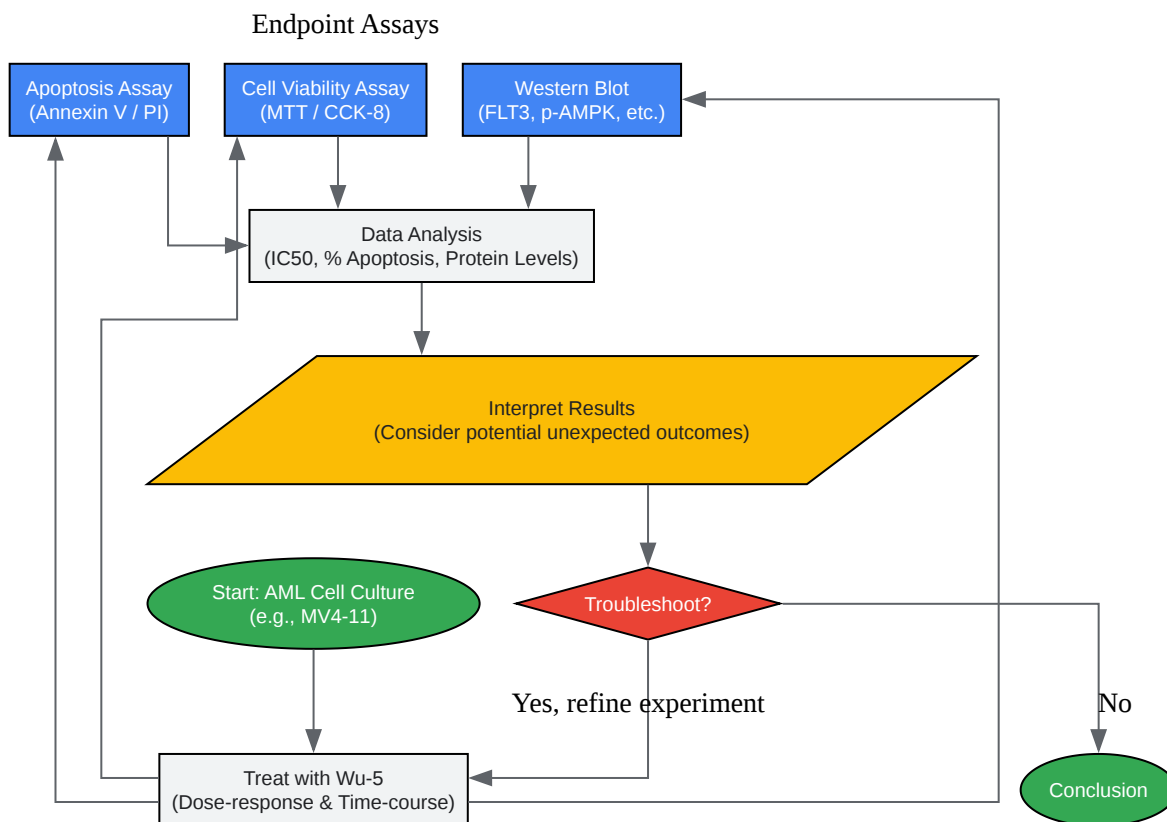 Endpoint Assays
Apoptosis Assay
(Annexin V / PI)
Cell Viability Assay
(MTT / CCK-8)
Western Blot
(FLT3, p-AMPK, etc.)
Data Analysis
(IC50, % Apoptosis, Protein Levels)
Interpret Results
(Consider potential unexpected outcomes)
Start: AML Cell Culture
(e.g., MV4-11)
Troubleshoot?
Yes, refine experiment
No
Treat with Wu-5
(Dose-response & Time-course)
Conclusion